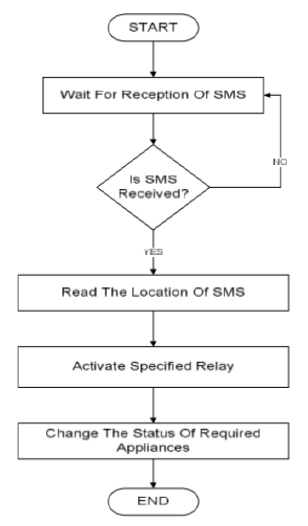 START
Wait For Reception Of SMS
Is SMS
Received?
NO
YES
Read The Location Of SMS
Activate Specified Relay
Change The Status Of Required
Appliances
END